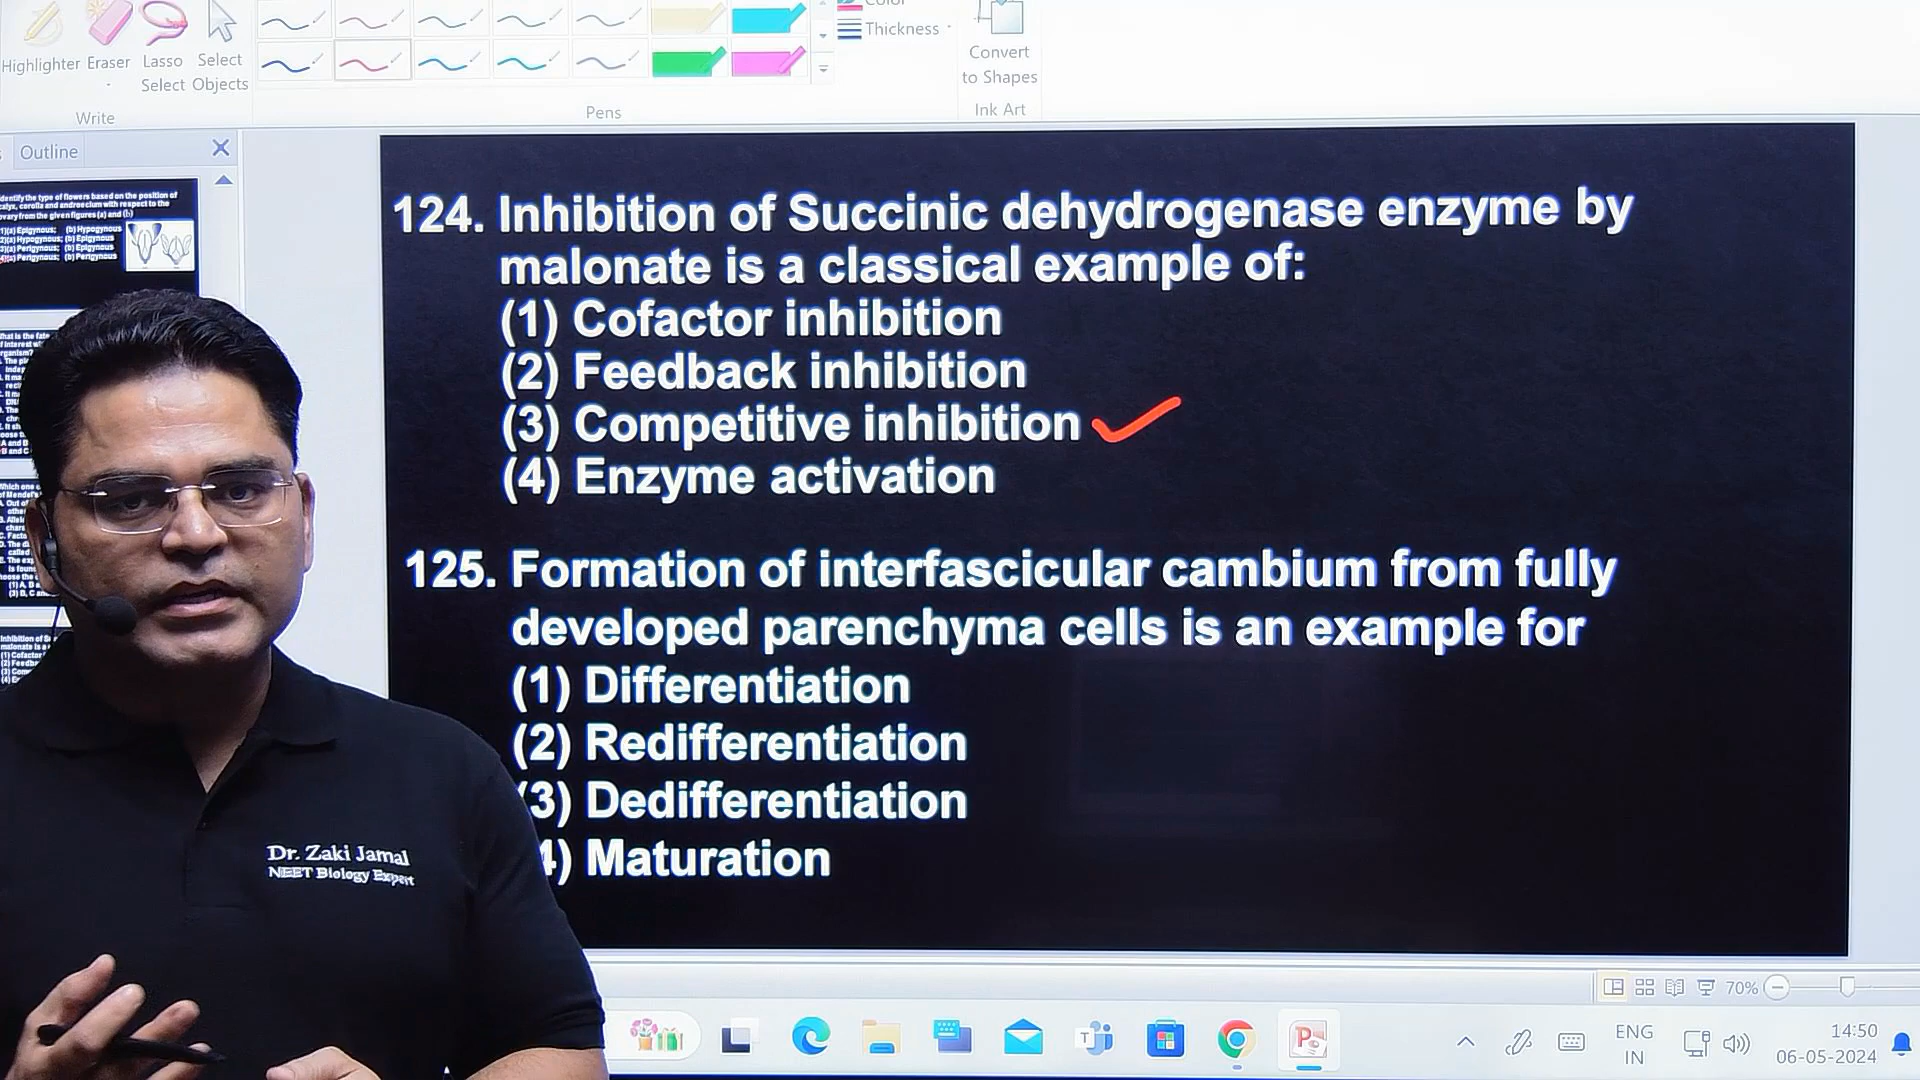 Color
Highlighter
Eraser
Lasso
Select
Select
Objects
Thickness
Convert
to Shapes
Write
Pens
Ink Art
Outline
124. Inhibition of Succinic dehydrogenase enzyme by
malonate is a classical example of:
(1) Cofactor inhibition
(2) Feedback inhibition
(3) Competitive inhibition
(4) Enzyme activation
125. Formation of interfascicular cambium from fully
developed parenchyma cells is an example for
(1) Differentiation
(2) Redifferentiation
(3) Dedifferentiation
4) Maturation
Dr. Zaki Jamal
NEET Biology Expert
70%
ENG
IN
14:50
06-05-2024